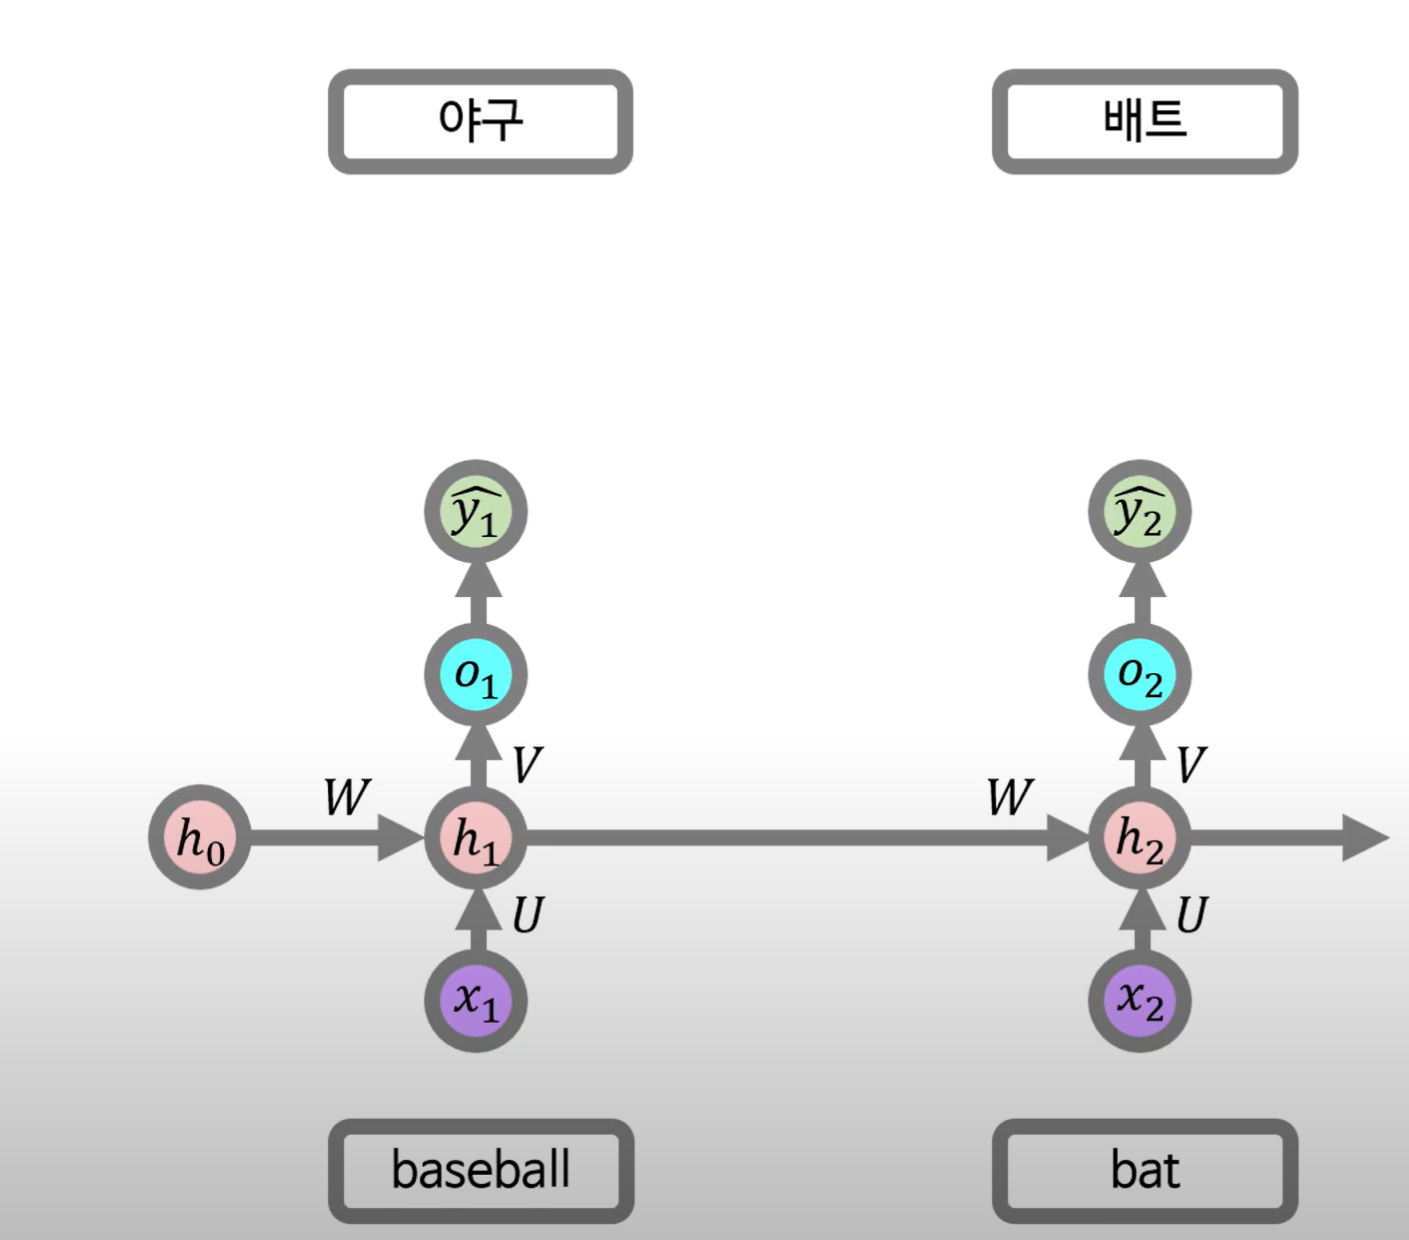 야구 배트
ŷ₁ ŷ₂
o₁ o₂
V V
W W
h₀ h₁ h₂
U U
x₁ x₂
baseball bat